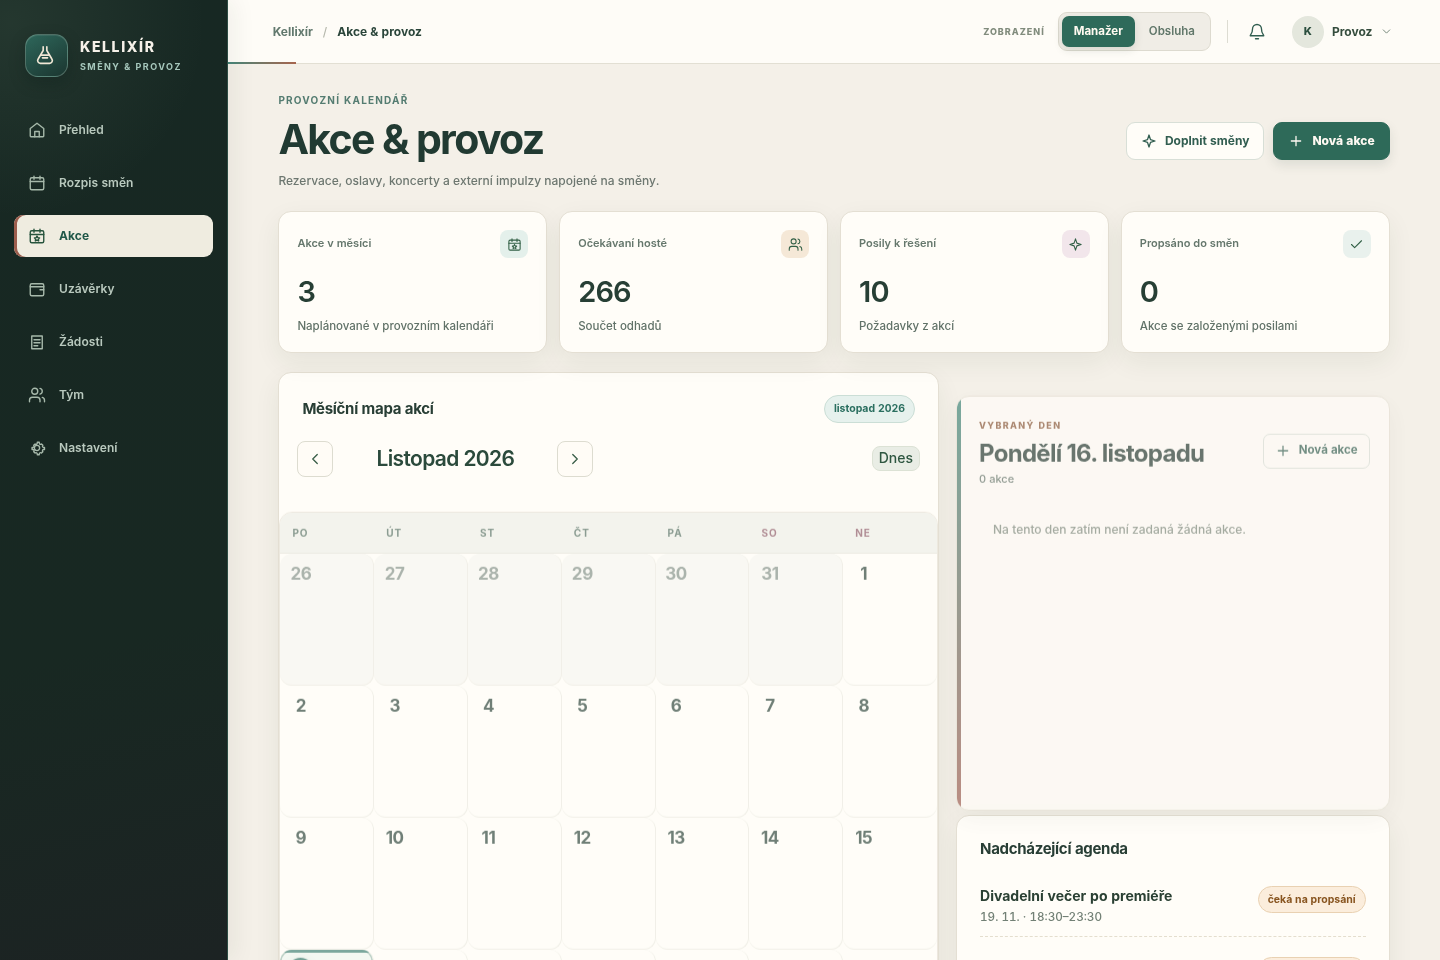 KELLIXÍR
SMĚNY & PROVOZ
Přehled
Rozpis směn
Akce
Uzávěrky
Žádosti
Tým
Nastavení
Kellixír / Akce & provoz
ZOBRAZENÍ
Manažer
Obsluha
K
Provoz
PROVOZNÍ KALENDÁŘ
Akce & provoz
Rezervace, oslavy, koncerty a externí impulzy napojené na směny.
Doplnit směny
Nová akce
Akce v měsíci
3
Naplánované v provozním kalendáři
Očekávaní hosté
266
Součet odhadů
Posily k řešení
10
Požadavky z akcí
Propsáno do směn
0
Akce se založenými posilami
Měsíční mapa akcí
listopad 2026
Listopad 2026
Dnes
PO ÚT ST ČT PÁ SO NE
26 27 28 29 30 31 1
2 3 4 5 6 7 8
9 10 11 12 13 14 15
VYBRANÝ DEN
Pondělí 16. listopadu
0 akce
Nová akce
Na tento den zatím není zadaná žádná akce.
Nadcházející agenda
Divadelní večer po premiéře
19. 11. · 18:30–23:30
čeká na propsání